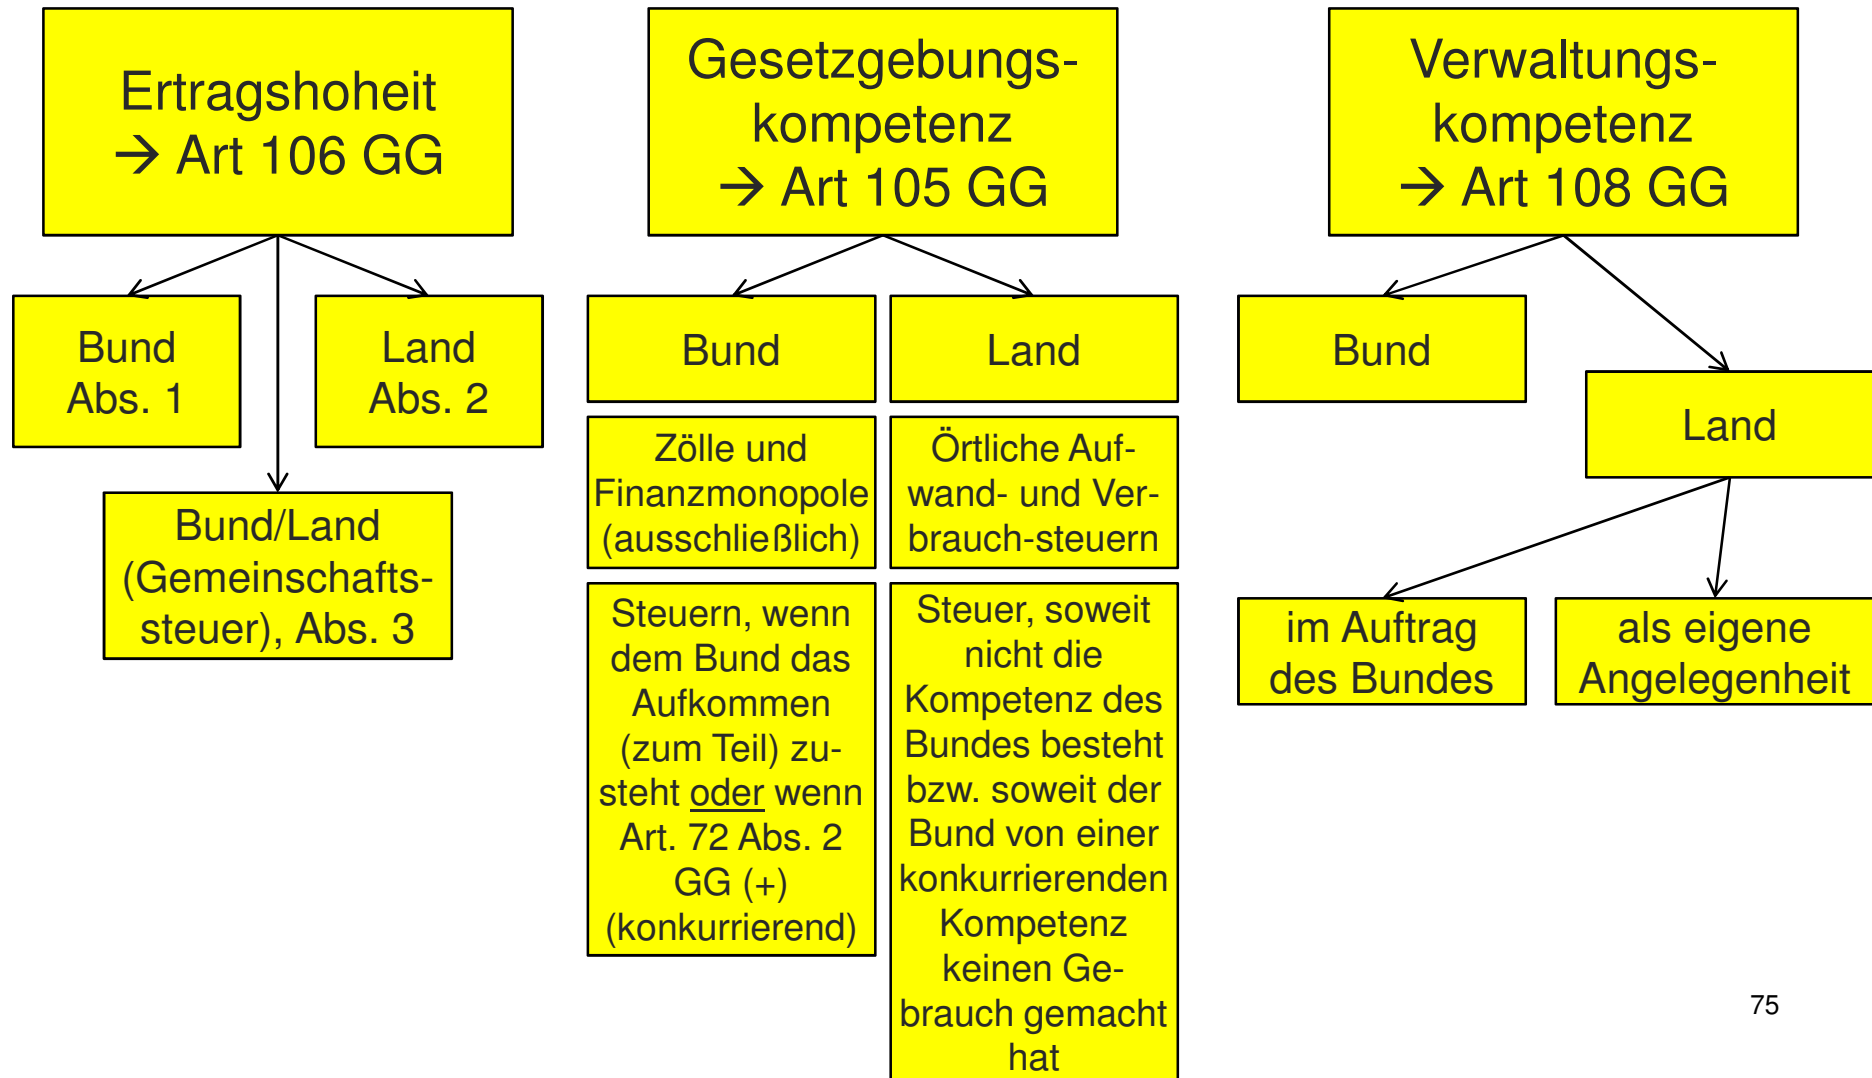 Ertragshoheit
→ Art 106 GG
Bund
Abs. 1
Land
Abs. 2
Bund/Land
(Gemeinschafts-
steuer), Abs. 3
Gesetzgebungs-
kompetenz
→ Art 105 GG
Bund
Land
Zölle und
Finanzmonopole
(ausschließlich)
Örtliche Auf-
wand- und Ver-
brauch-steuern
Steuern, wenn
dem Bund das
Aufkommen
(zum Teil) zu-
steht oder wenn
Art. 72 Abs. 2
GG (+)
(konkurrierend)
Steuer, soweit
nicht die
Kompetenz des
Bundes besteht
bzw. soweit der
Bund von einer
konkurrierenden
Kompetenz
keinen Ge-
brauch gemacht
hat
Verwaltungs-
kompetenz
→ Art 108 GG
Bund
Land
im Auftrag
des Bundes
als eigene
Angelegenheit
75